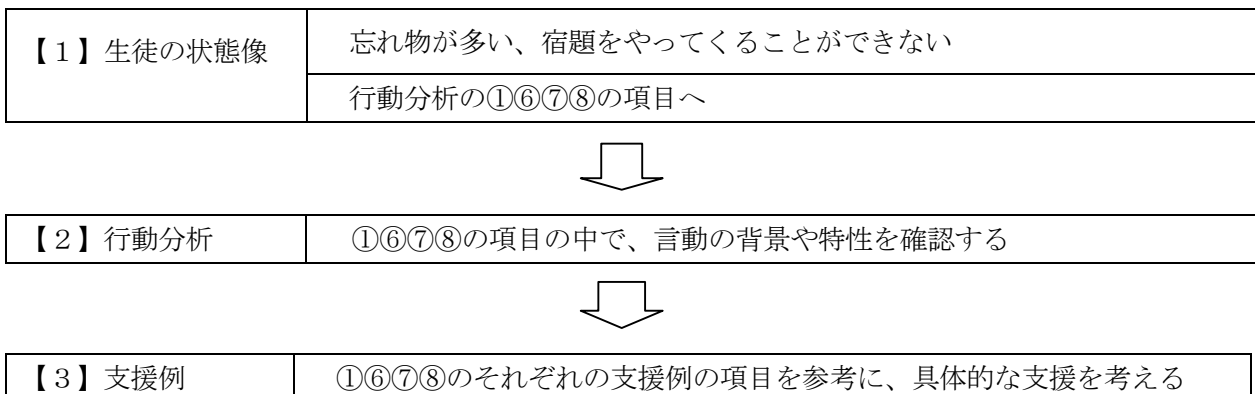 【１】生徒の状態像
忘れ物が多い、宿題をやってくることができない
行動分析の①⑥⑦⑧の項目へ
【２】行動分析
①⑥⑦⑧の項目の中で、言動の背景や特性を確認する
【３】支援例
①⑥⑦⑧のそれぞれの支援例の項目を参考に、具体的な支援を考える